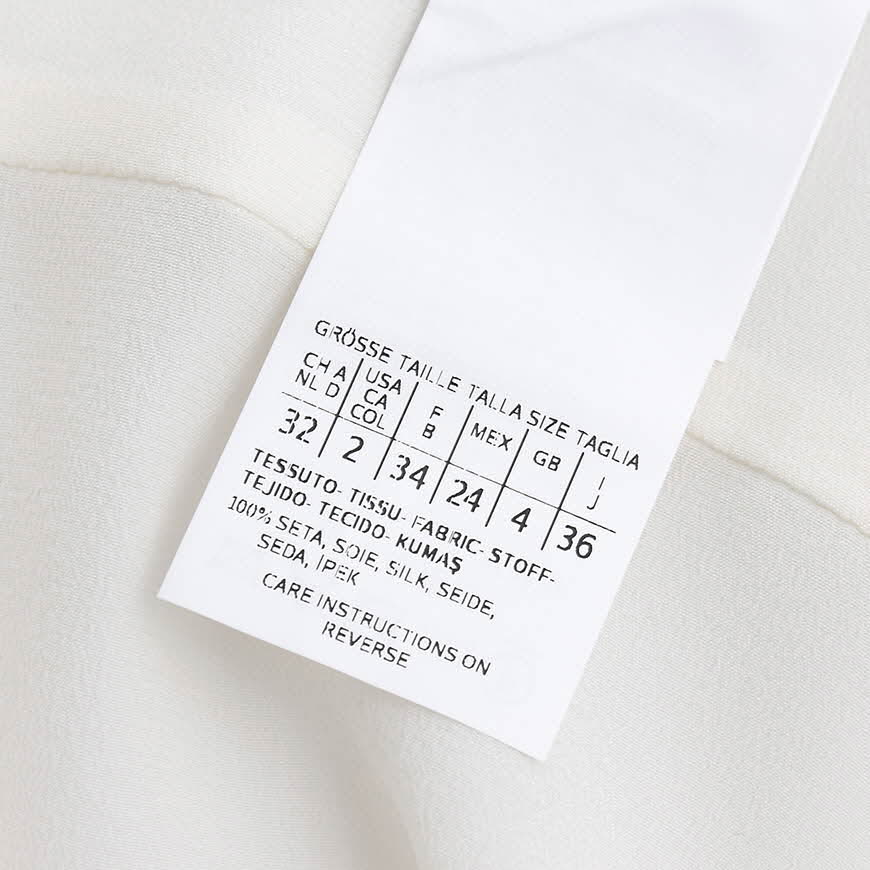 GRÖSSE TAILLE TALLA SIZE TAGLIA
CH A USA F MEX GB I
NL D CA B J
COL
32 2 34 24 4 36
TESSUTO- TISSU- FABRIC- STOFF-
TEJIDO- TECIDO- KUMAŞ
100% SETA, SOIE, SILK, SEIDE,
SEDA, İPEK
CARE INSTRUCTIONS ON
REVERSE